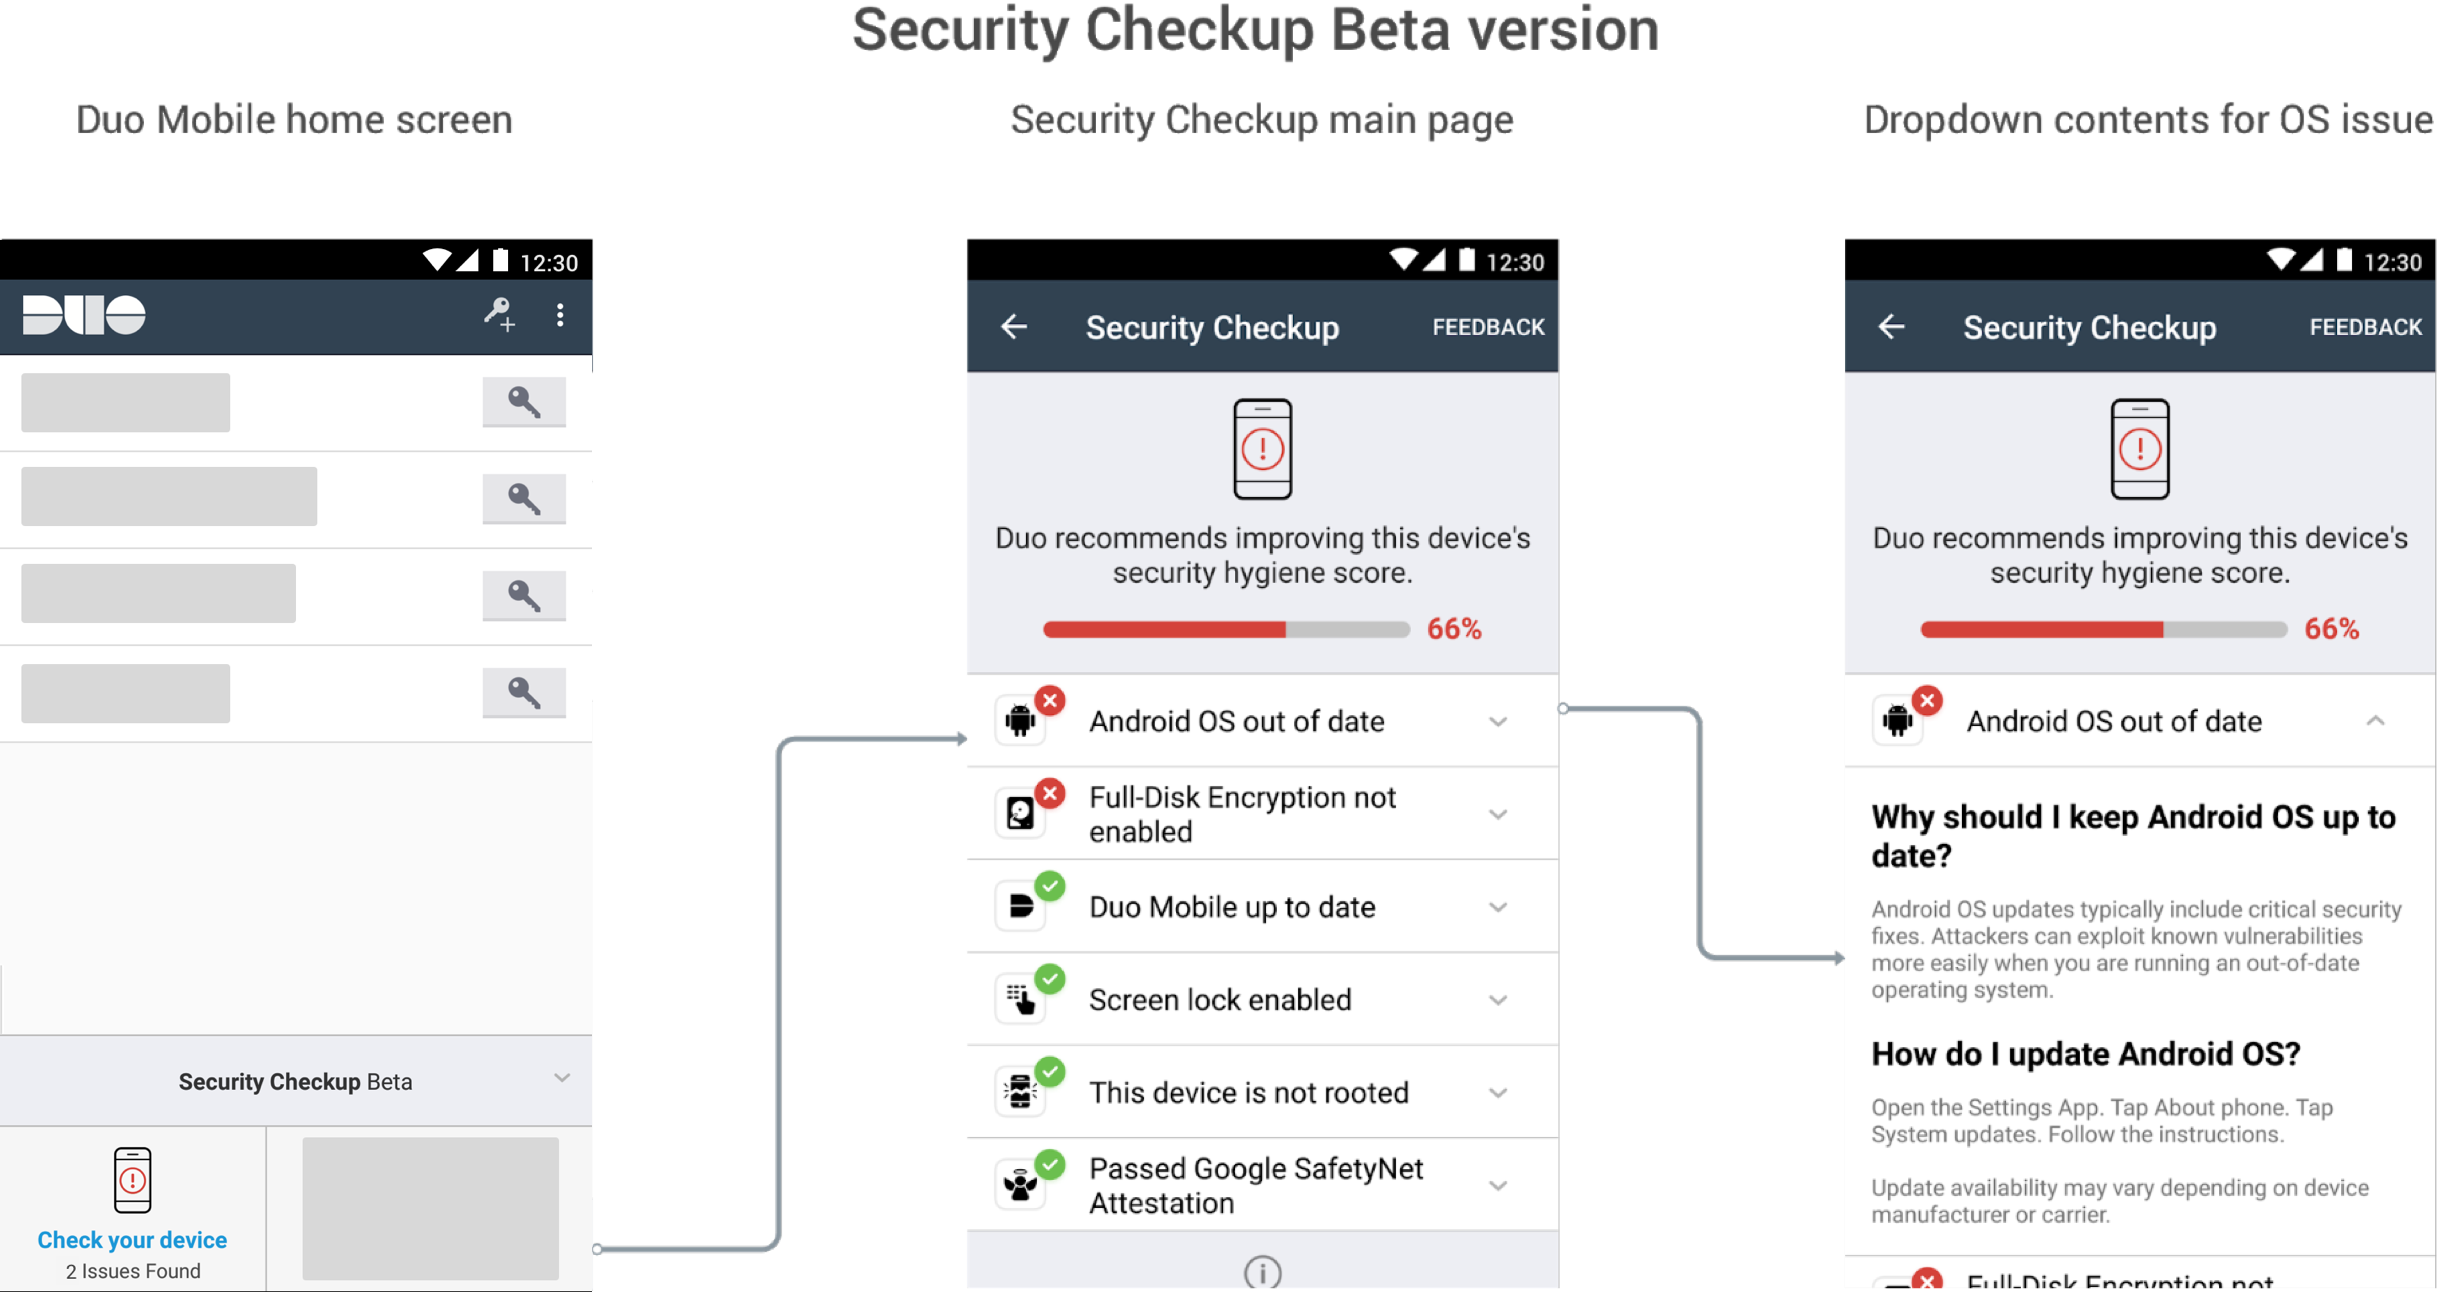 Security Checkup Beta version
Duo Mobile home screen
Security Checkup main page
Dropdown contents for OS issue
12:30
DUO
Security Checkup Beta
Check your device
2 Issues Found
12:30
Security Checkup
FEEDBACK
Duo recommends improving this device's
security hygiene score.
66%
Android OS out of date
Full-Disk Encryption not
enabled
Duo Mobile up to date
Screen lock enabled
This device is not rooted
Passed Google SafetyNet
Attestation
12:30
Security Checkup
FEEDBACK
Duo recommends improving this device's
security hygiene score.
66%
Android OS out of date
Why should I keep Android OS up to
date?
Android OS updates typically include critical security
fixes. Attackers can exploit known vulnerabilities
more easily when you are running an out-of-date
operating system.
How do I update Android OS?
Open the Settings App. Tap About phone. Tap
System updates. Follow the instructions.
Update availability may vary depending on device
manufacturer or carrier.
Full-Disk Encryption not